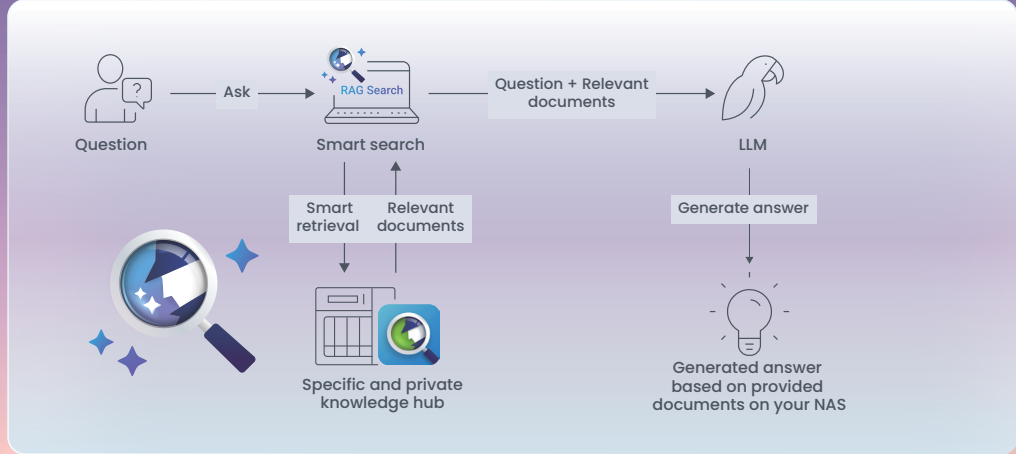 ?
Ask
RAG Search
Question + Relevant
documents
Question
Smart search
LLM
Smart
retrieval
Relevant
documents
Generate answer
Specific and private
knowledge hub
Generated answer
based on provided
documents on your NAS